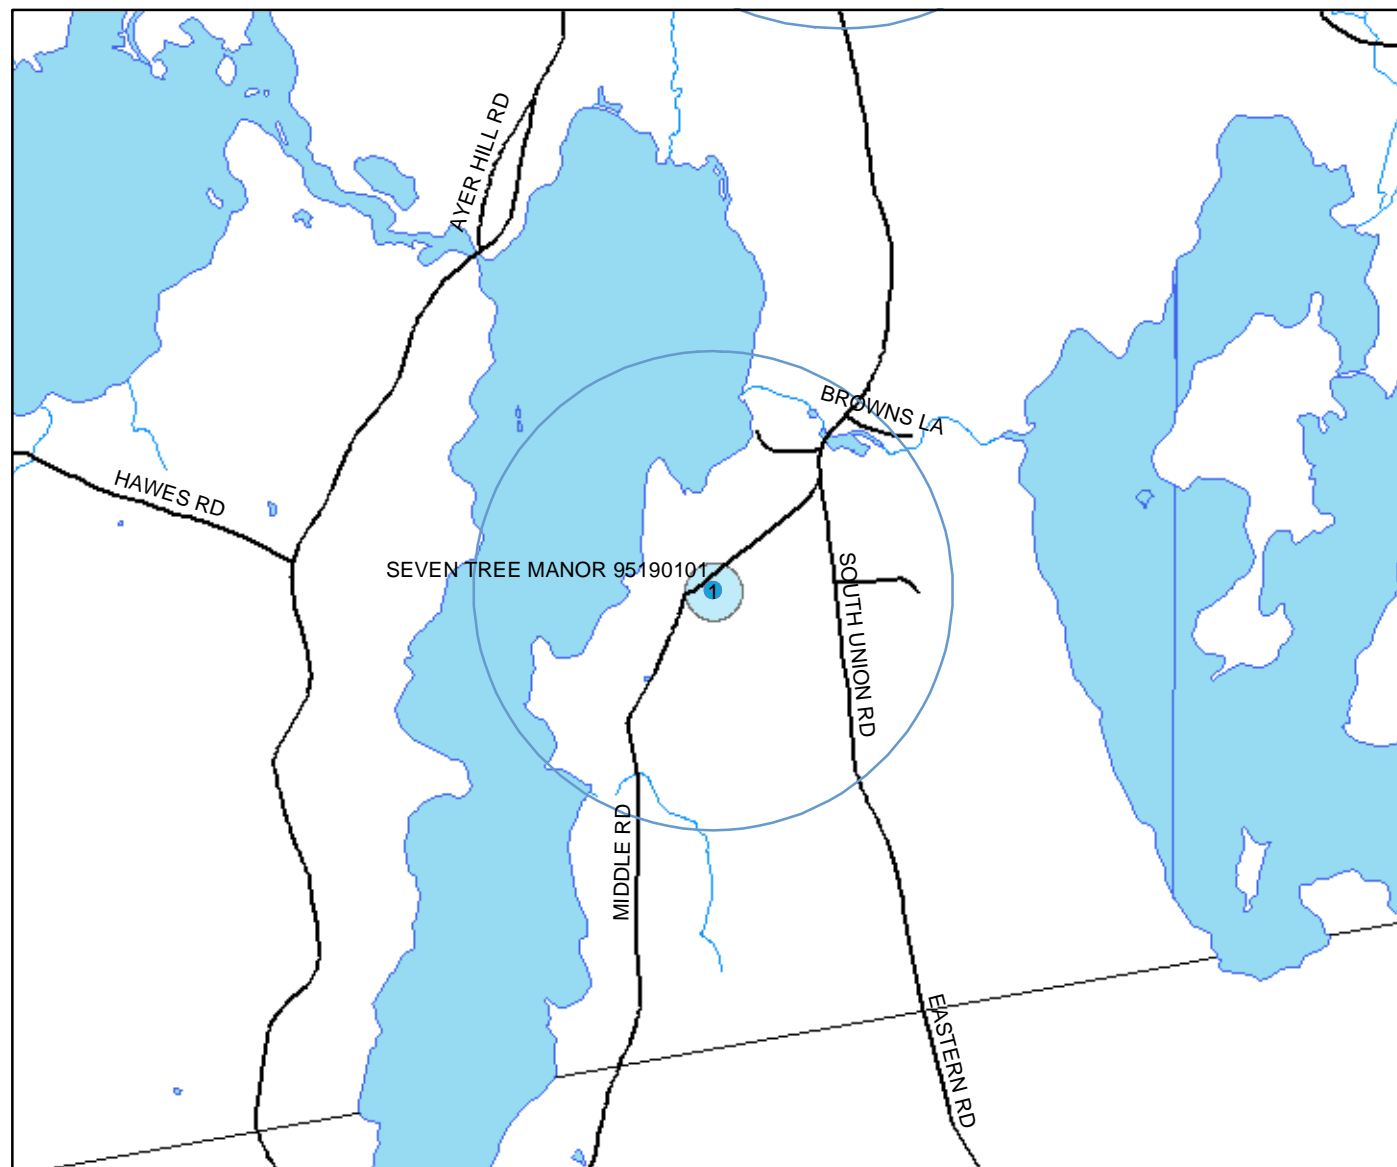 AYER HILL RD
BROWNS LA
HAWES RD
SEVEN TREE MANOR 95190101
1
SOUTH UNION RD
MIDDLE RD
EASTERN RD